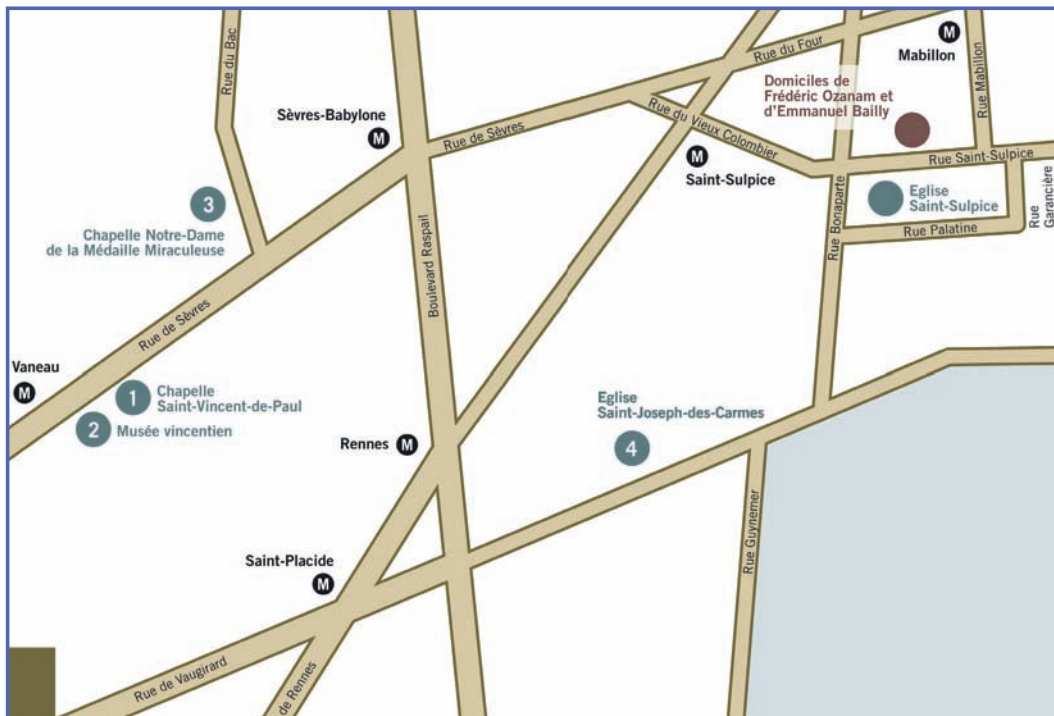 Rue du Bac
Rue du Four
M
Mabillon
Rue Mabillon
Domiciles de
Frédéric Ozanam et
d'Emmanuel Bailly
Sèvres-Babylone
M
Rue de Sèvres
Rue du Vieux Colombier
M
Saint-Sulpice
Rue Saint-Sulpice
Eglise
Saint-Sulpice
Rue
Garancière
Rue Palatine
Rue Bonaparte
3
Chapelle Notre-Dame
de la Médaille Miraculeuse
Boulevard Raspail
Rue de Sèvres
Vaneau
M
1
Chapelle
Saint-Vincent-de-Paul
2
Musée vincentien
Eglise
Saint-Joseph-des-Carmes
4
Rennes
M
Rue Guynemer
Saint-Placide
M
Rue de Vaugirard
de Rennes